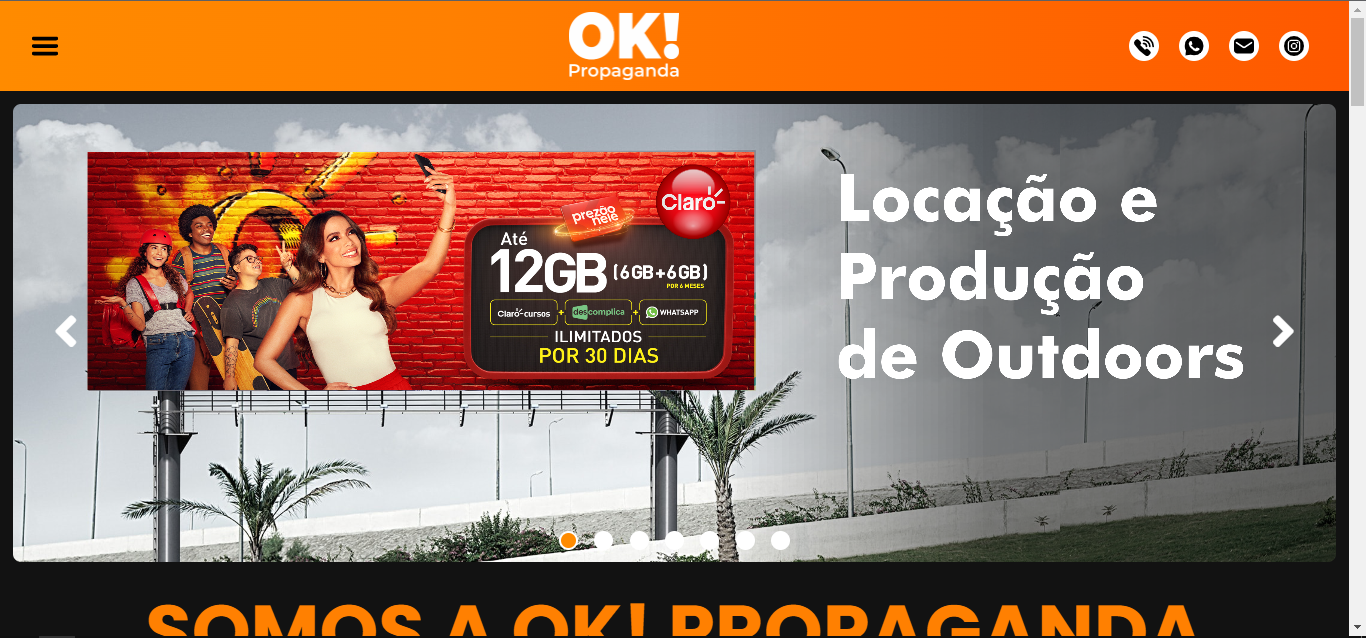 OK!
Propaganda
Locação e
Produção
de Outdoors
Claro-
prezão
nele
Até
12GB (6GB+6GB)
POR 6 MESES
Claro-cursos + descomplica + WHATSAPP
ILIMITADOS
POR 30 DIAS
SOMOS A OK! PROPAGANDA